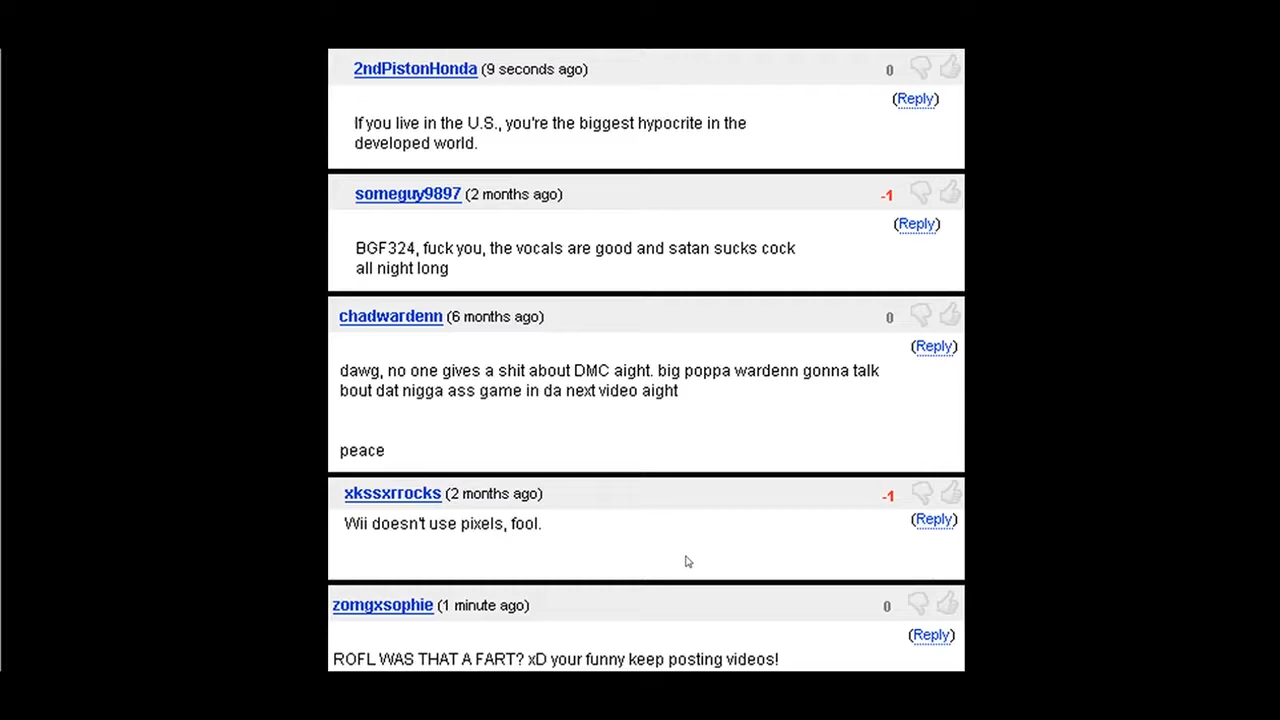 2ndPistonHonda (9 seconds ago) 0
(Reply)
If you live in the U.S., you're the biggest hypocrite in the
developed world.
someguy9897 (2 months ago) -1
(Reply)
BGF324, fuck you, the vocals are good and satan sucks cock
all night long
chadwardenn (6 months ago) 0
(Reply)
dawg, no one gives a shit about DMC aight. big poppa wardenn gonna talk
bout dat nigga ass game in da next video aight
peace
xkssxrrocks (2 months ago) -1
(Reply)
Wii doesn't use pixels, fool.
zomgxsophie (1 minute ago) 0
(Reply)
ROFL WAS THAT A FART? xD your funny keep posting videos!